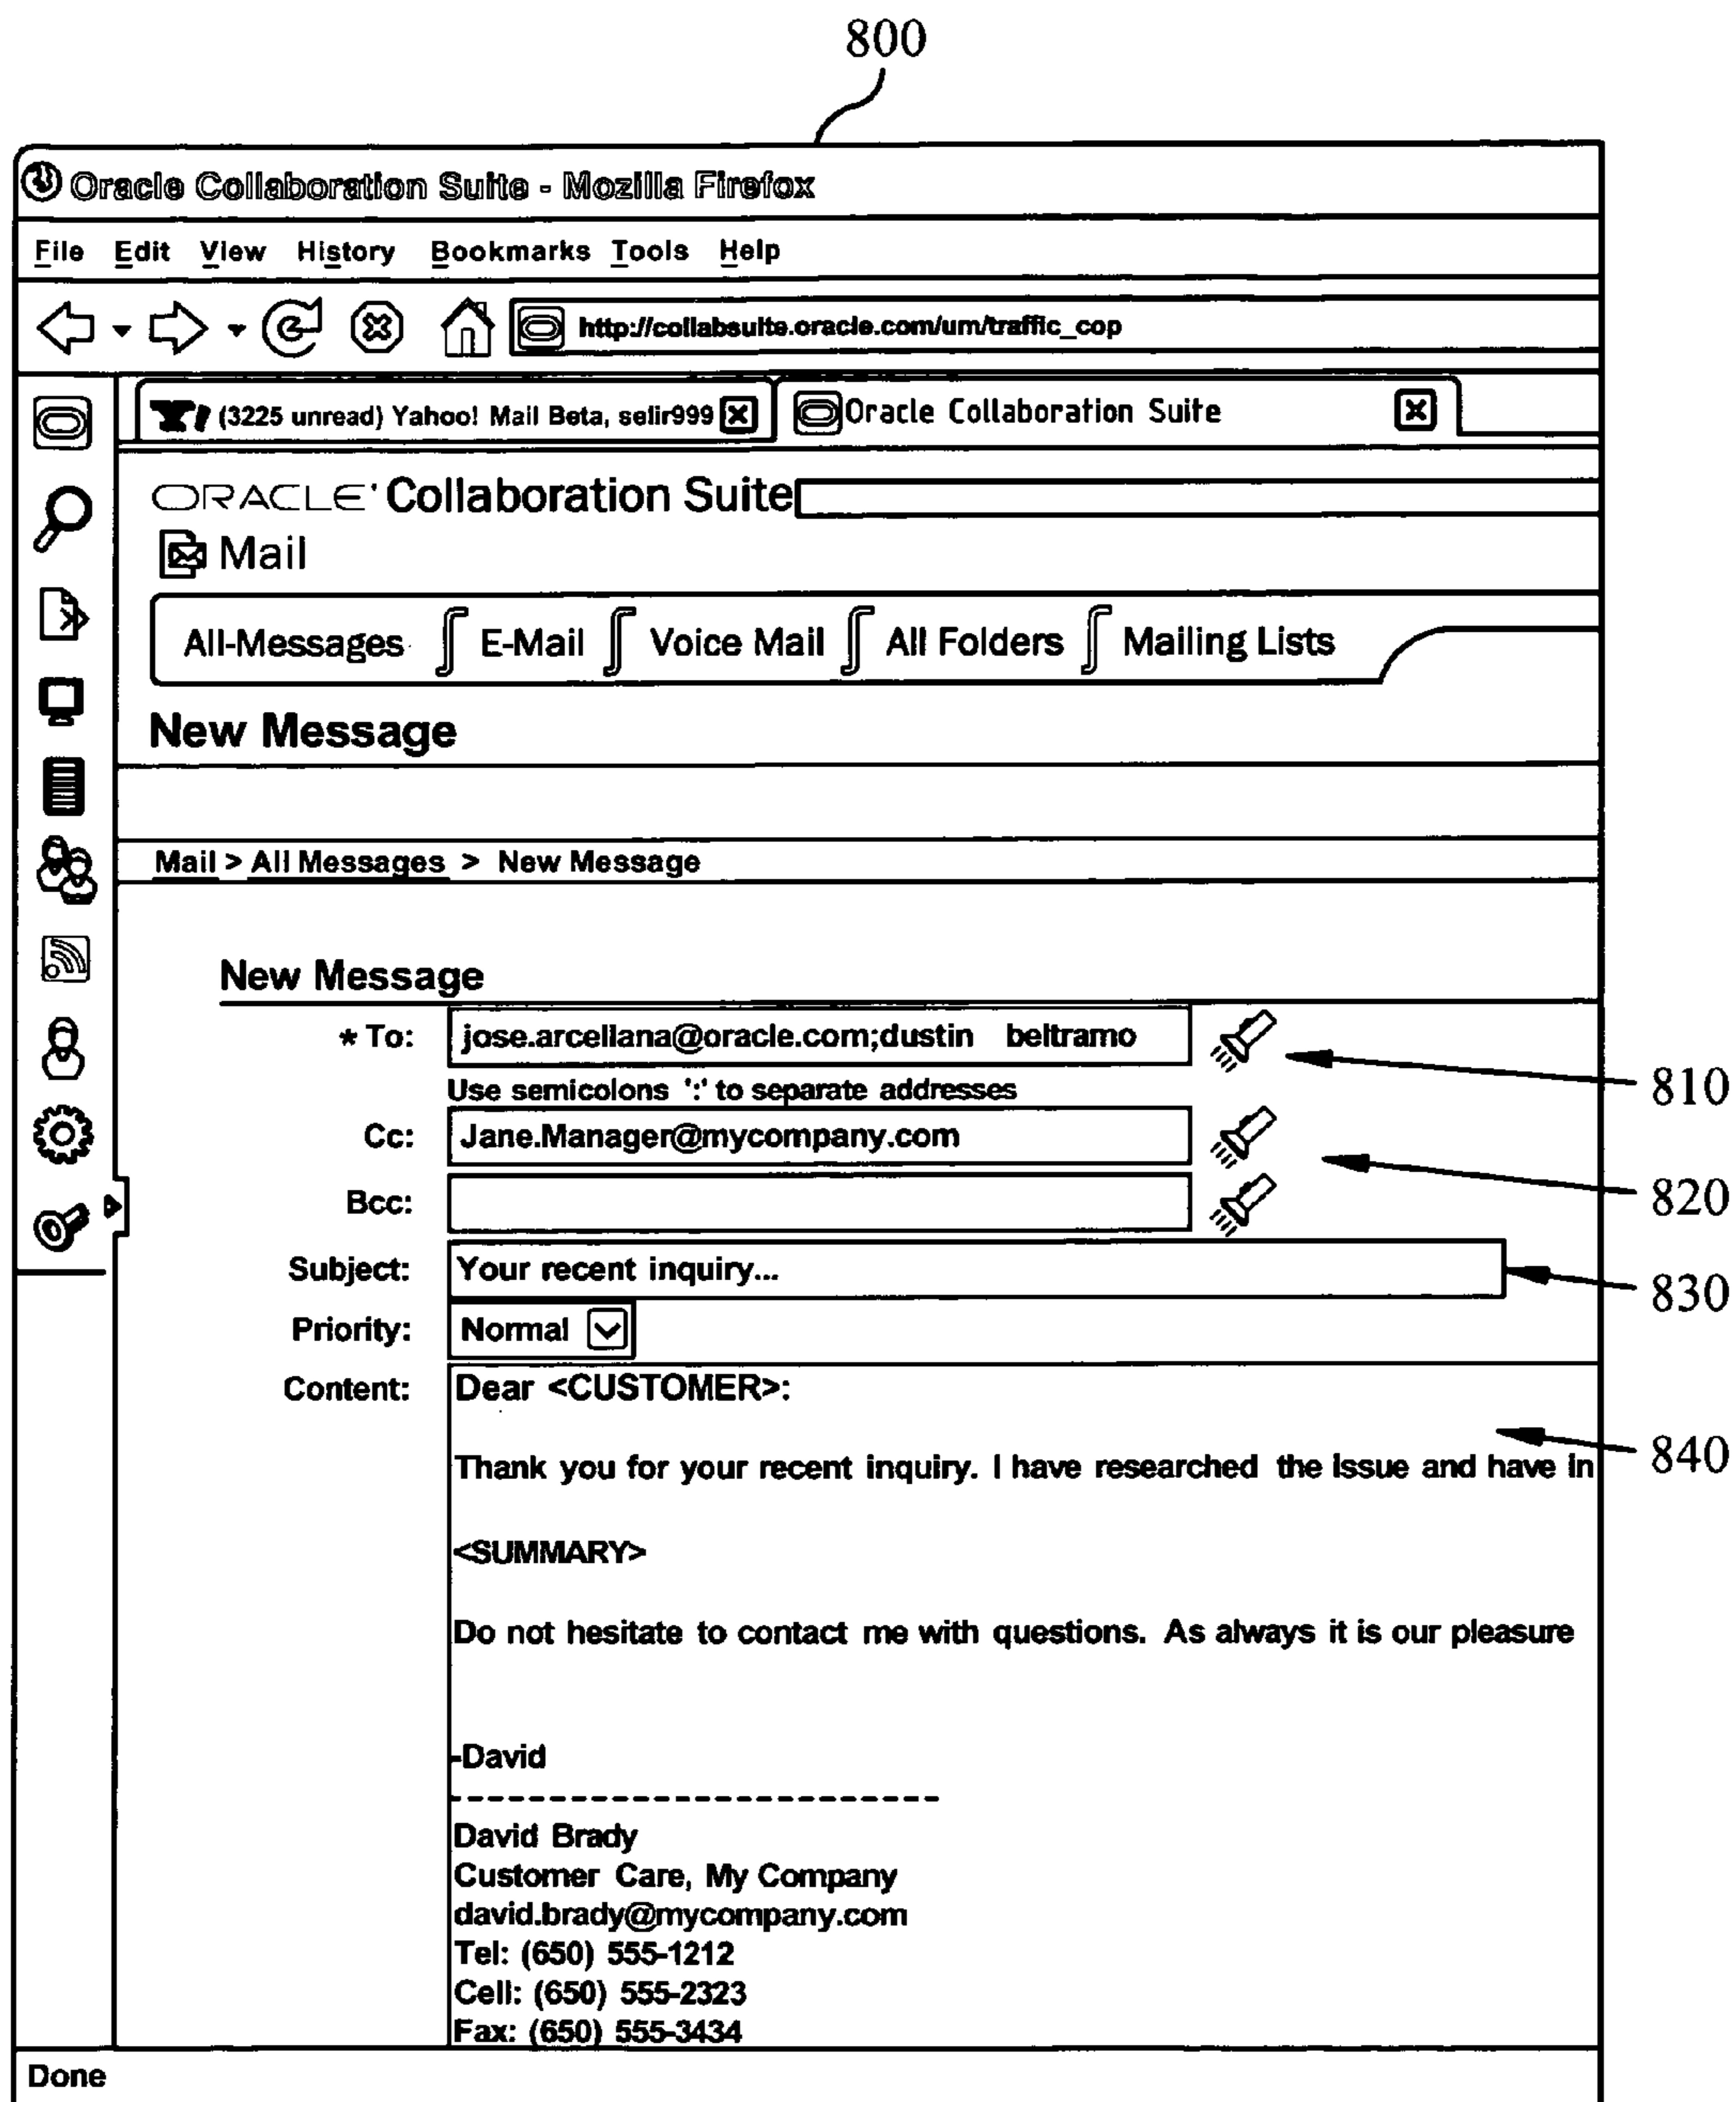 800
Oracle Collaboration Suite - Mozilla Firefox
File Edit View History Bookmarks Tools Help
http://collabsuite.oracle.com/um/traffic_cop
Y! (3225 unread) Yahoo! Mail Beta, selir999 Oracle Collaboration Suite
ORACLE' Collaboration Suite
Mail
All-Messages E-Mail Voice Mail All Folders Mailing Lists
New Message
Mail > All Messages > New Message
New Message
* To: jose.arcellana@oracle.com;dustin beltramo 810
Use semicolons ':' to separate addresses
Cc: Jane.Manager@mycompany.com
820
Bcc:
Subject: Your recent inquiry... 830
Priority: Normal
Content: Dear <CUSTOMER>:
840
Thank you for your recent inquiry. I have researched the issue and have in
<SUMMARY>
Do not hesitate to contact me with questions. As always it is our pleasure
-David
-------------------------
David Brady
Customer Care, My Company
david.brady@mycompany.com
Tel: (650) 555-1212
Cell: (650) 555-2323
Fax: (650) 555-3434
Done